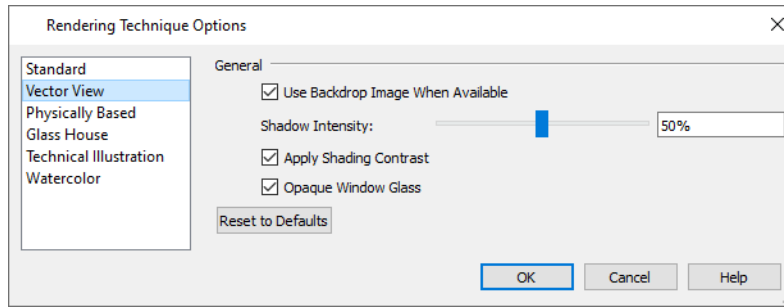 Rendering Technique Options
Standard
Vector View
Physically Based
Glass House
Technical Illustration
Watercolor
General
Use Backdrop Image When Available
Shadow Intensity: 50%
Apply Shading Contrast
Opaque Window Glass
Reset to Defaults
OK Cancel Help